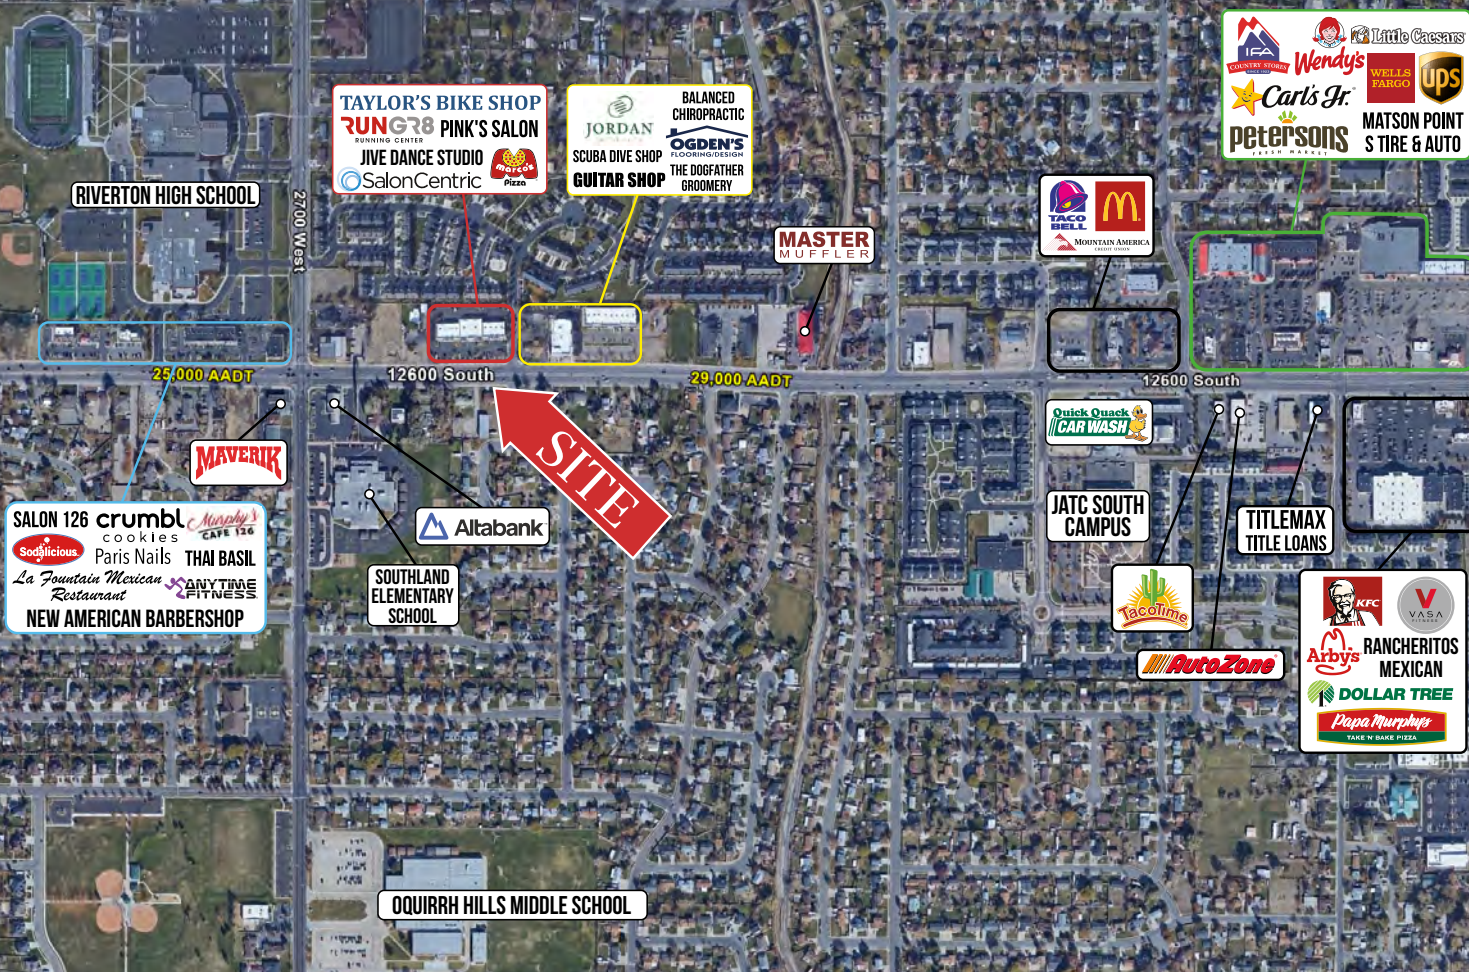 TAYLOR'S BIKE SHOP
RUNGR8
RUNNING CENTER
PINK'S SALON
JIVE DANCE STUDIO
SalonCentric
Marco's
Pizza
JORDAN
BALANCED
CHIROPRACTIC
OGDEN'S
FLOORING/DESIGN
SCUBA DIVE SHOP
GUITAR SHOP
THE DOGFATHER
GROOMERY
IFA
COUNTRY STORES
SINCE 1923
Wendy's
Little Caesars
WELLS
FARGO
ups
Carl's Jr.
petersons
FRESH MARKET
MATSON POINT
S TIRE & AUTO
RIVERTON HIGH SCHOOL
2700 West
MASTER
MUFFLER
TACO
BELL
M
MOUNTAIN AMERICA
CREDIT UNION
25,000 AADT
12600 South
29,000 AADT
12600 South
SITE
MAVERIK
Altabank
Quick Quack
CAR WASH
SALON 126
crumbl
cookies
Murphy's
CAFE 126
Sodalicious
Paris Nails
THAI BASIL
La Fountain Mexican
Restaurant
ANYTIME
FITNESS
NEW AMERICAN BARBERSHOP
SOUTHLAND
ELEMENTARY
SCHOOL
JATC SOUTH
CAMPUS
TITLEMAX
TITLE LOANS
TacoTime
AutoZone
KFC
V
VASA
FITNESS
Arby's
RANCHERITOS
MEXICAN
DOLLAR TREE
Papa Murphy's
TAKE 'N' BAKE PIZZA
OQUIRRH HILLS MIDDLE SCHOOL